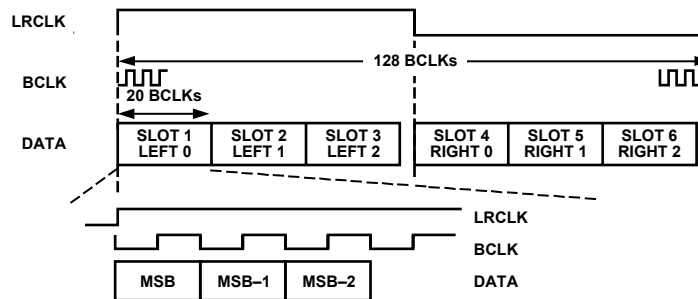 LRCLK
128 BCLKs
BCLK
20 BCLKs
DATA
SLOT 1
LEFT 0
SLOT 2
LEFT 1
SLOT 3
LEFT 2
SLOT 4
RIGHT 0
SLOT 5
RIGHT 1
SLOT 6
RIGHT 2
LRCLK
BCLK
MSB
MSB–1
MSB–2
DATA